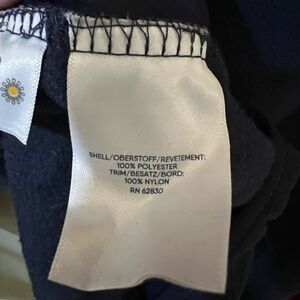 SHELL/OBERSTOFF/REVETEMENT:
100% POLYESTER
TRIM/BESATZ/BORD:
100% NYLON
RN 62830